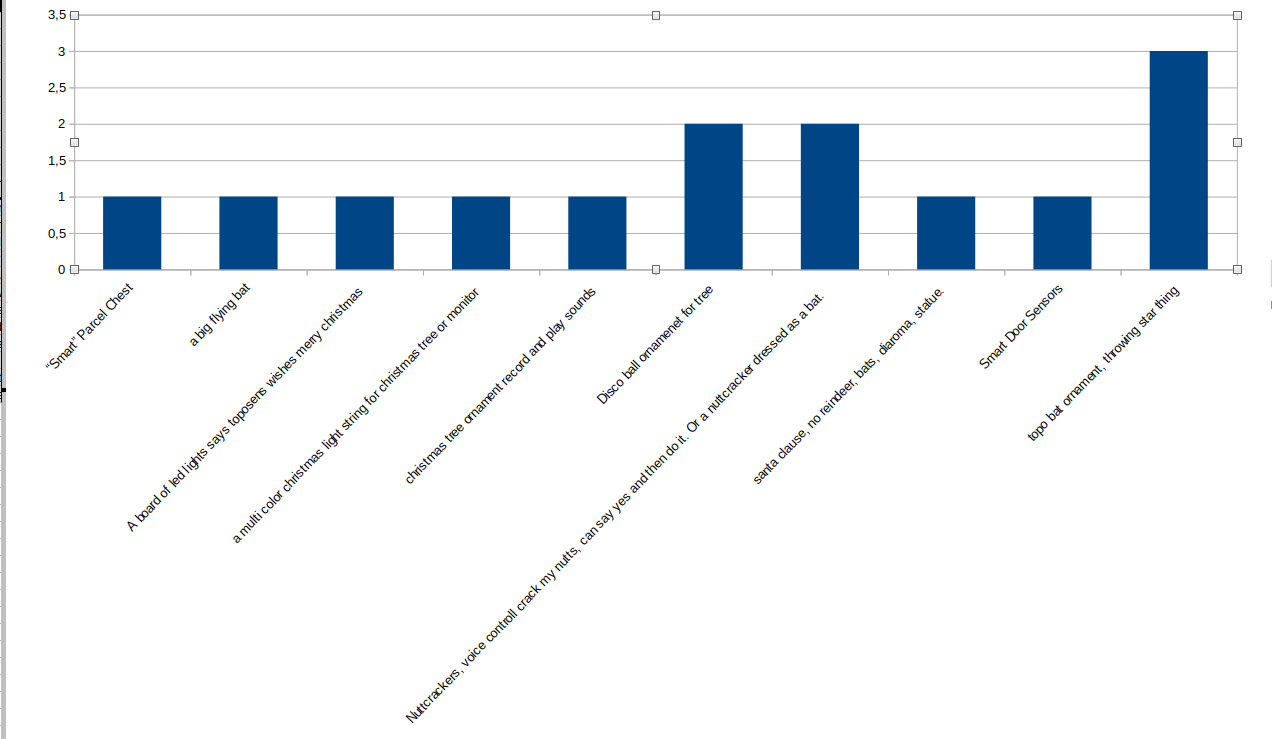 3,5
3
2,5
2
1,5
1
0,5
0
"Smart" Parcel Chest
a big flying bat
A board of led lights says toposens wishes merry christmas
a multi color christmas light string for christmas tree or monitor
christmas tree ornament record and play sounds
Disco ball ornamenet for tree
Nuttcrackers, voice controll crack my nutts, can say yes and then do it. Or a nuttcracker dressed as a bat.
santa clause, no reindeer, bats, diaroma, statue.
Smart Door Sensors
topo bat ornament, throwing star thing